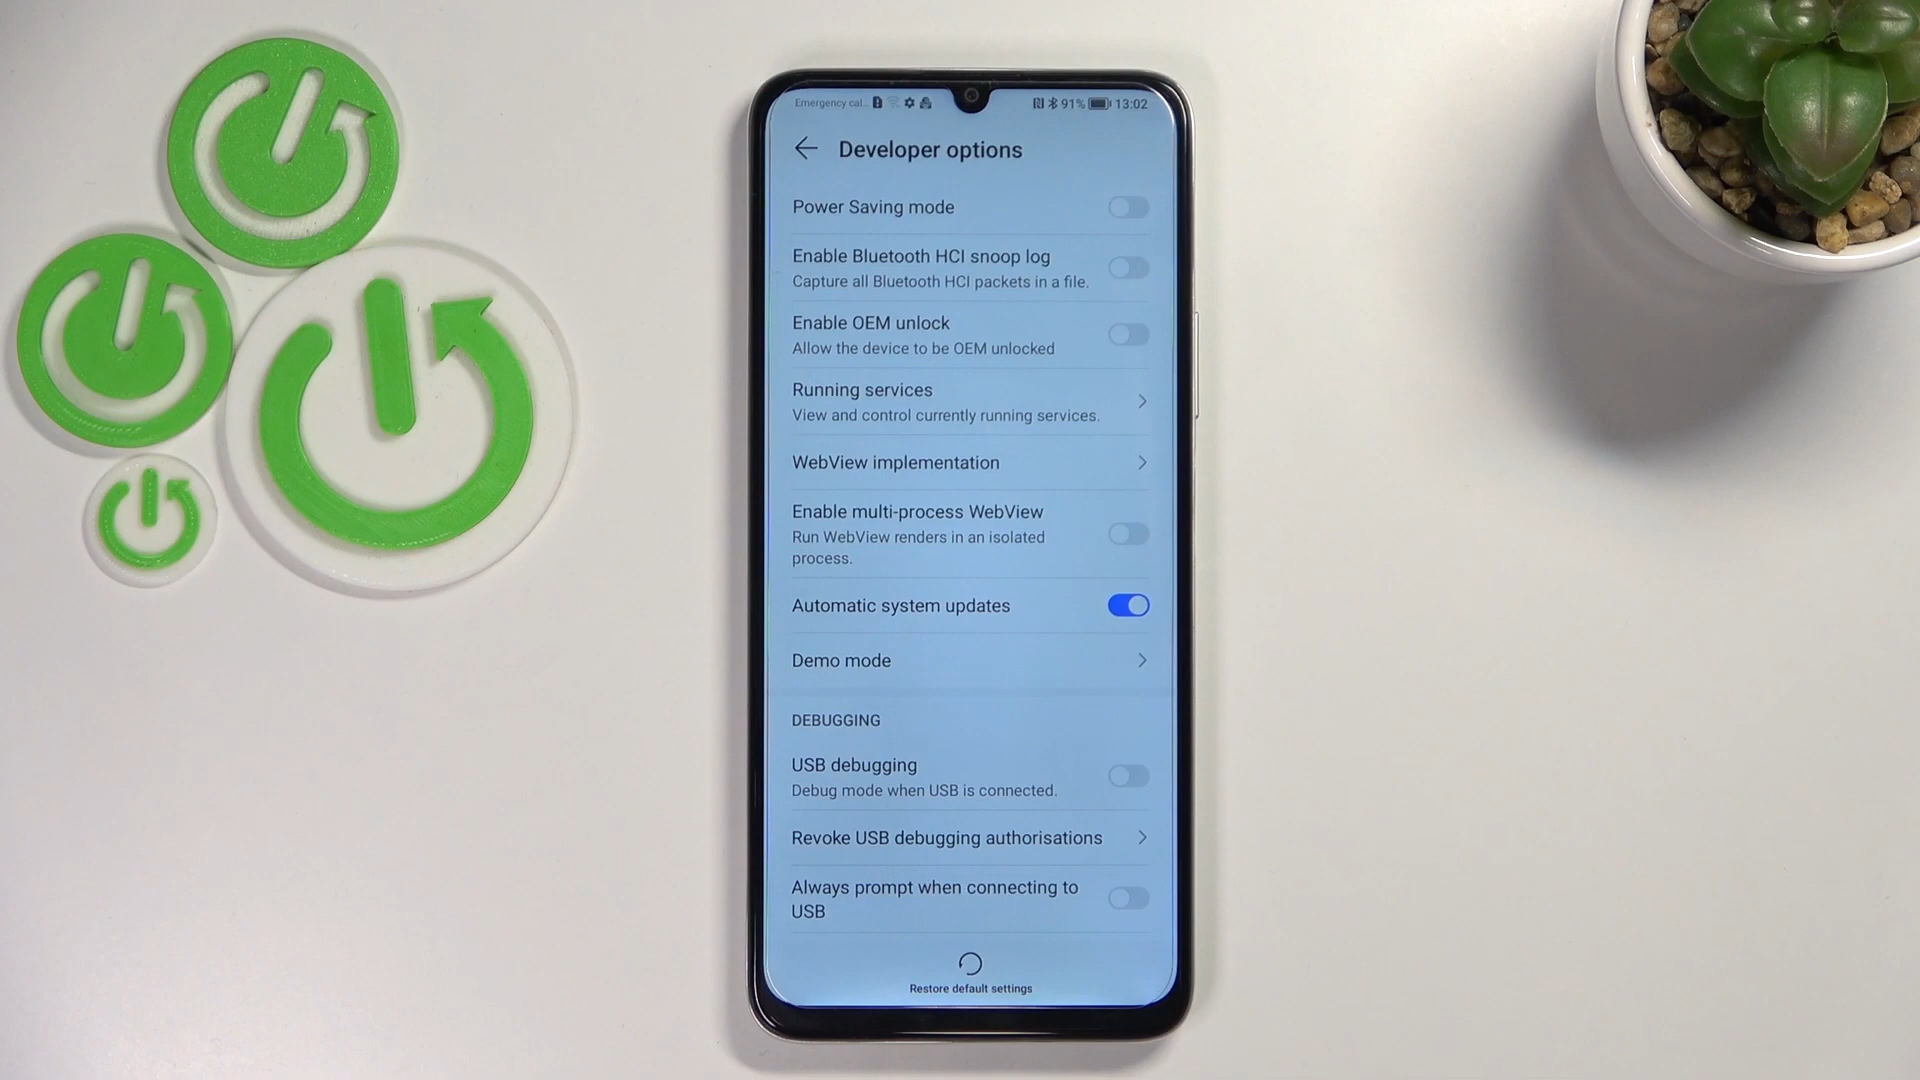 Emergency cal... 91% 13:02
Developer options
Power Saving mode
Enable Bluetooth HCI snoop log
Capture all Bluetooth HCI packets in a file.
Enable OEM unlock
Allow the device to be OEM unlocked
Running services
View and control currently running services.
WebView implementation
Enable multi-process WebView
Run WebView renders in an isolated
process.
Automatic system updates
Demo mode
DEBUGGING
USB debugging
Debug mode when USB is connected.
Revoke USB debugging authorisations
Always prompt when connecting to
USB
Restore default settings